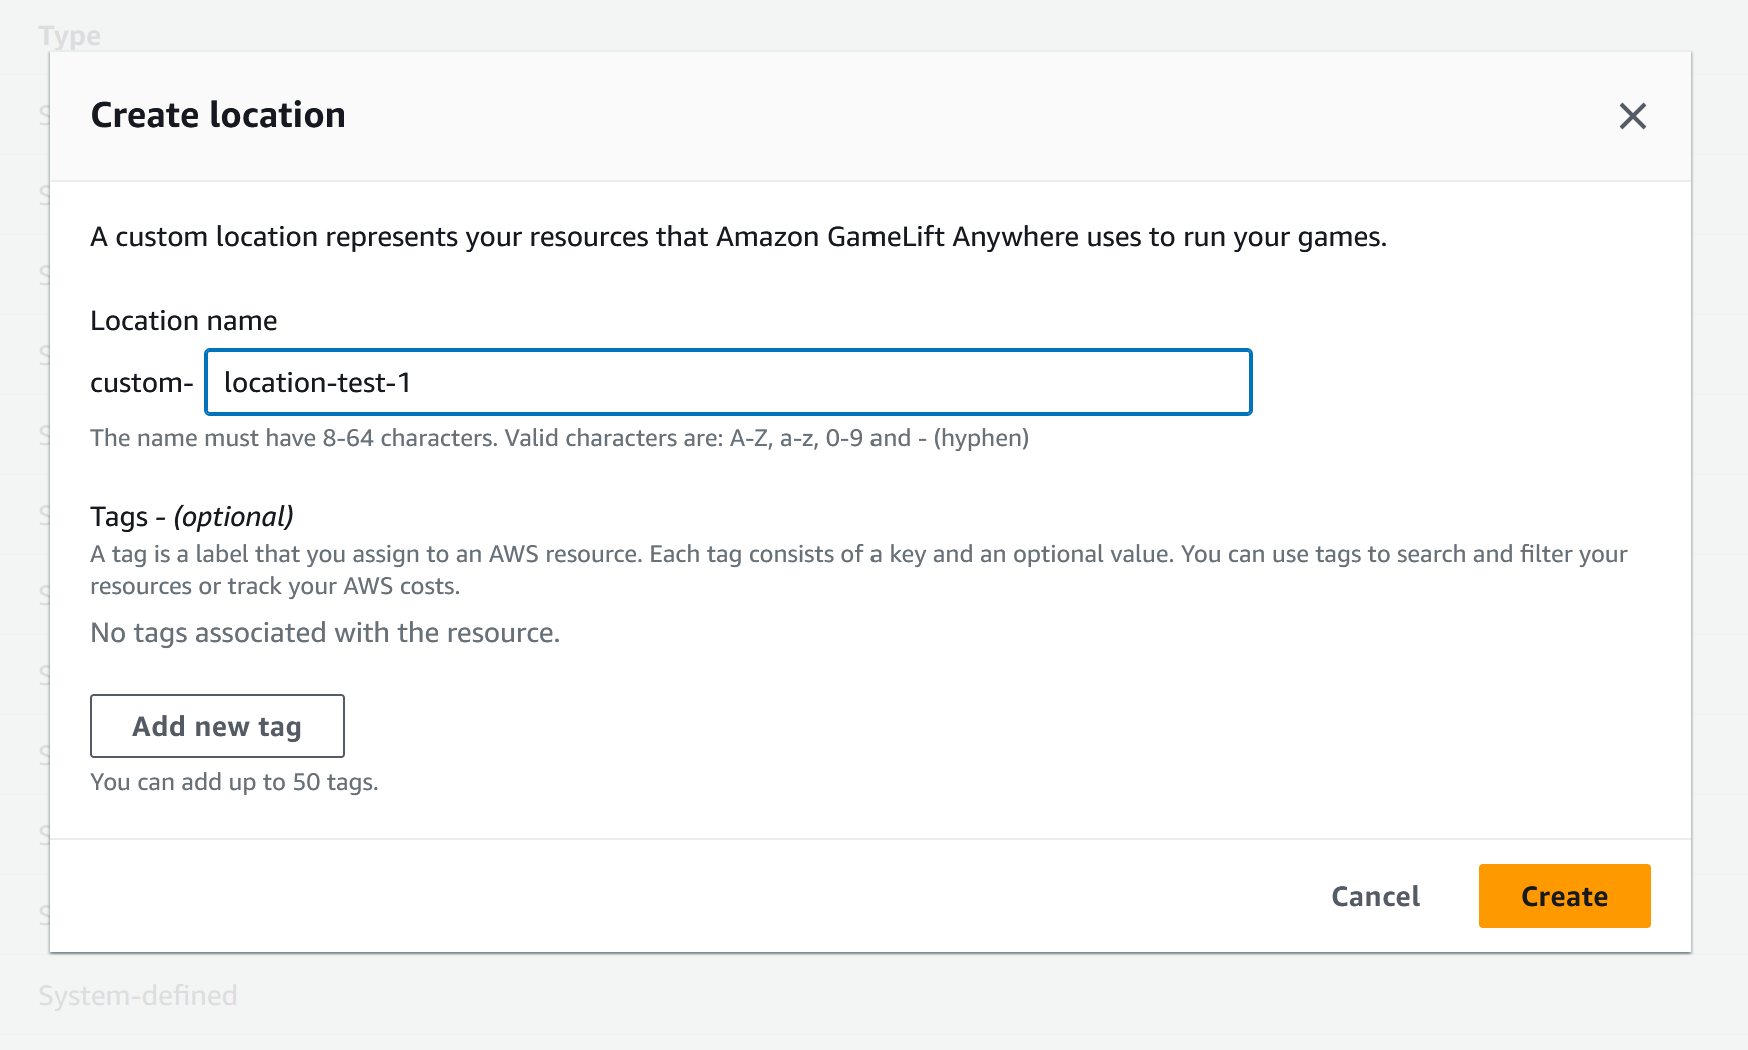 Type
Create location
A custom location represents your resources that Amazon GameLift Anywhere uses to run your games.
Location name
custom- location-test-1
The name must have 8-64 characters. Valid characters are: A-Z, a-z, 0-9 and - (hyphen)
Tags - (optional)
A tag is a label that you assign to an AWS resource. Each tag consists of a key and an optional value. You can use tags to search and filter your
resources or track your AWS costs.
No tags associated with the resource.
Add new tag
You can add up to 50 tags.
Cancel Create
System-defined